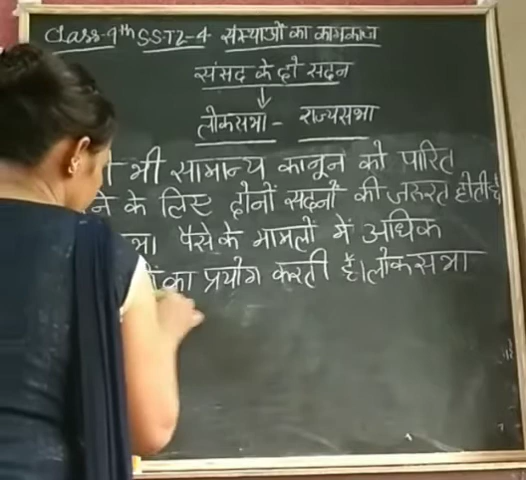 Class-9th SST L-4 संस्थाओं का कामकाज
संसद के दो सदन
↓
लोकसभा - राज्यसभा
भी सामान्य कानून को पारित
ने के लिए दोनों सदनों की जरूरत होती है
पैसे के मामलों में अधिक
का प्रयोग करती है। लोकसभा